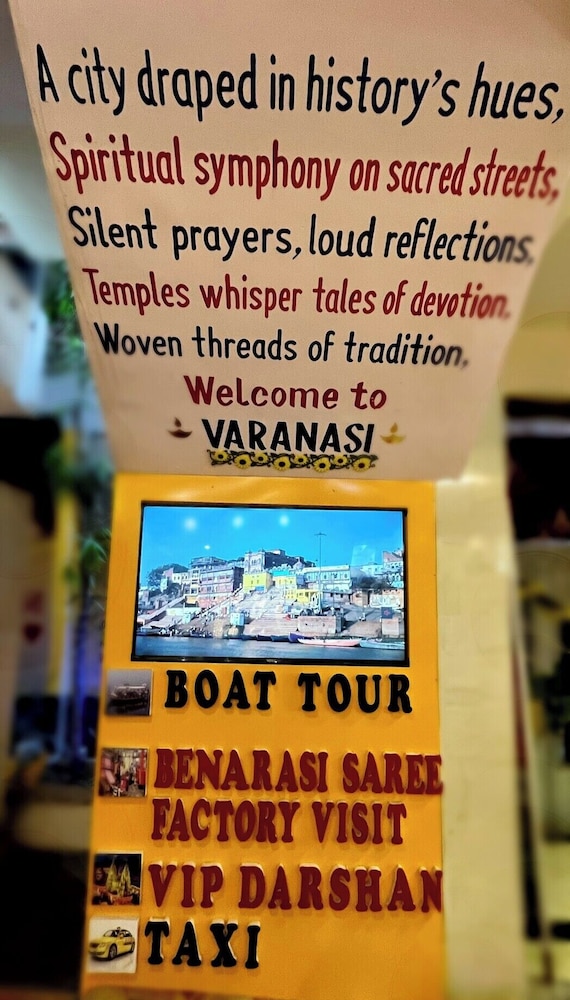 A city draped in history's hues,
Spiritual symphony on sacred streets,
Silent prayers, loud reflections,
Temples whisper tales of devotion,
Woven threads of tradition,
Welcome to
VARANASI
BOAT TOUR
BENARASI SAREE
FACTORY VISIT
VIP DARSHAN
TAXI